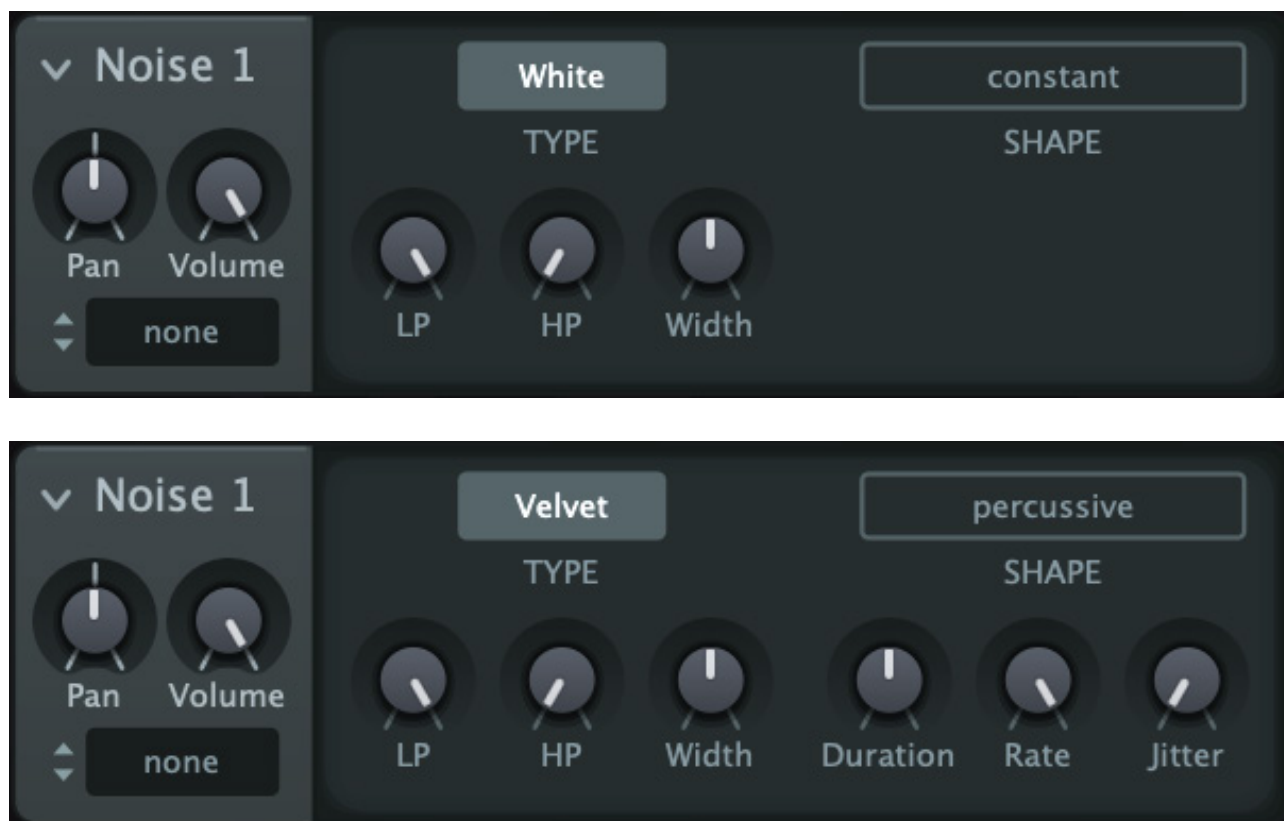 Noise 1
White
constant
TYPE
SHAPE
Pan
Volume
LP
HP
Width
none
Noise 1
Velvet
percussive
TYPE
SHAPE
Pan
Volume
LP
HP
Width
Duration
Rate
Jitter
none